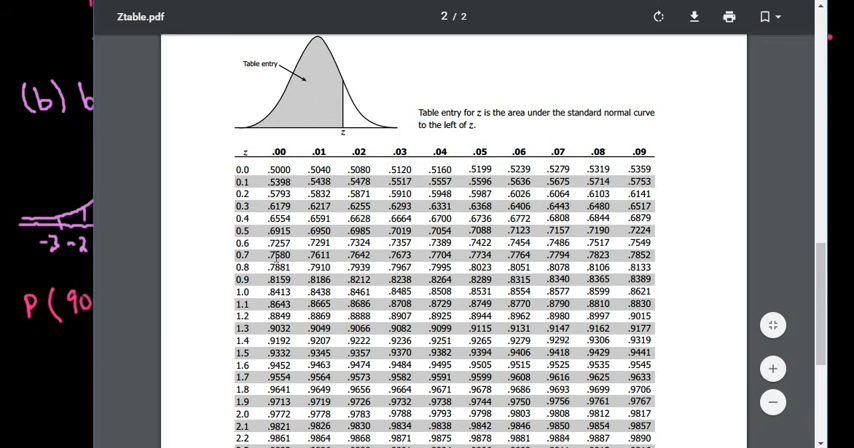 Ztable.pdf
2 / 2
Table entry
z
Table entry for z is the area under the standard normal curve
to the left of z.
z .00 .01 .02 .03 .04 .05 .06 .07 .08 .09
0.0 .5000 .5040 .5080 .5120 .5160 .5199 .5239 .5279 .5319 .5359
0.1 .5398 .5438 .5478 .5517 .5557 .5596 .5636 .5675 .5714 .5753
0.2 .5793 .5832 .5871 .5910 .5948 .5987 .6026 .6064 .6103 .6141
0.3 .6179 .6217 .6255 .6293 .6331 .6368 .6406 .6443 .6480 .6517
0.4 .6554 .6591 .6628 .6664 .6700 .6736 .6772 .6808 .6844 .6879
0.5 .6915 .6950 .6985 .7019 .7054 .7088 .7123 .7157 .7190 .7224
0.6 .7257 .7291 .7324 .7357 .7389 .7422 .7454 .7486 .7517 .7549
0.7 .7580 .7611 .7642 .7673 .7704 .7734 .7764 .7794 .7823 .7852
0.8 .7881 .7910 .7939 .7967 .7995 .8023 .8051 .8078 .8106 .8133
0.9 .8159 .8186 .8212 .8238 .8264 .8289 .8315 .8340 .8365 .8389
1.0 .8413 .8438 .8461 .8485 .8508 .8531 .8554 .8577 .8599 .8621
1.1 .8643 .8665 .8686 .8708 .8729 .8749 .8770 .8790 .8810 .8830
1.2 .8849 .8869 .8888 .8907 .8925 .8944 .8962 .8980 .8997 .9015
1.3 .9032 .9049 .9066 .9082 .9099 .9115 .9131 .9147 .9162 .9177
1.4 .9192 .9207 .9222 .9236 .9251 .9265 .9279 .9292 .9306 .9319
1.5 .9332 .9345 .9357 .9370 .9382 .9394 .9406 .9418 .9429 .9441
1.6 .9452 .9463 .9474 .9484 .9495 .9505 .9515 .9525 .9535 .9545
1.7 .9554 .9564 .9573 .9582 .9591 .9599 .9608 .9616 .9625 .9633
1.8 .9641 .9649 .9656 .9664 .9671 .9678 .9686 .9693 .9699 .9706
1.9 .9713 .9719 .9726 .9732 .9738 .9744 .9750 .9756 .9761 .9767
2.0 .9772 .9778 .9783 .9788 .9793 .9798 .9803 .9808 .9812 .9817
2.1 .9821 .9826 .9830 .9834 .9838 .9842 .9846 .9850 .9854 .9857
2.2 .9861 .9864 .9868 .9871 .9875 .9878 .9881 .9884 .9887 .9890
(b) b
-3 -2
P (90